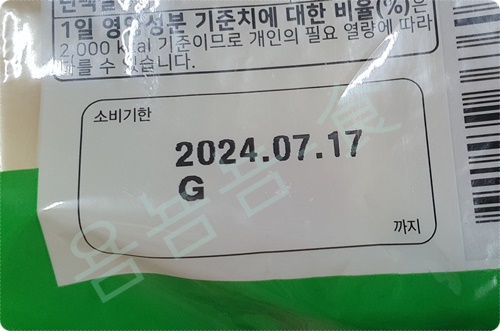 1일 영양성분 기준치에 대한 비율(%)은
2,000 kcal 기준이므로 개인의 필요 열량에 따라
다를 수 있습니다.
소비기한
2024.07.17
G
까지